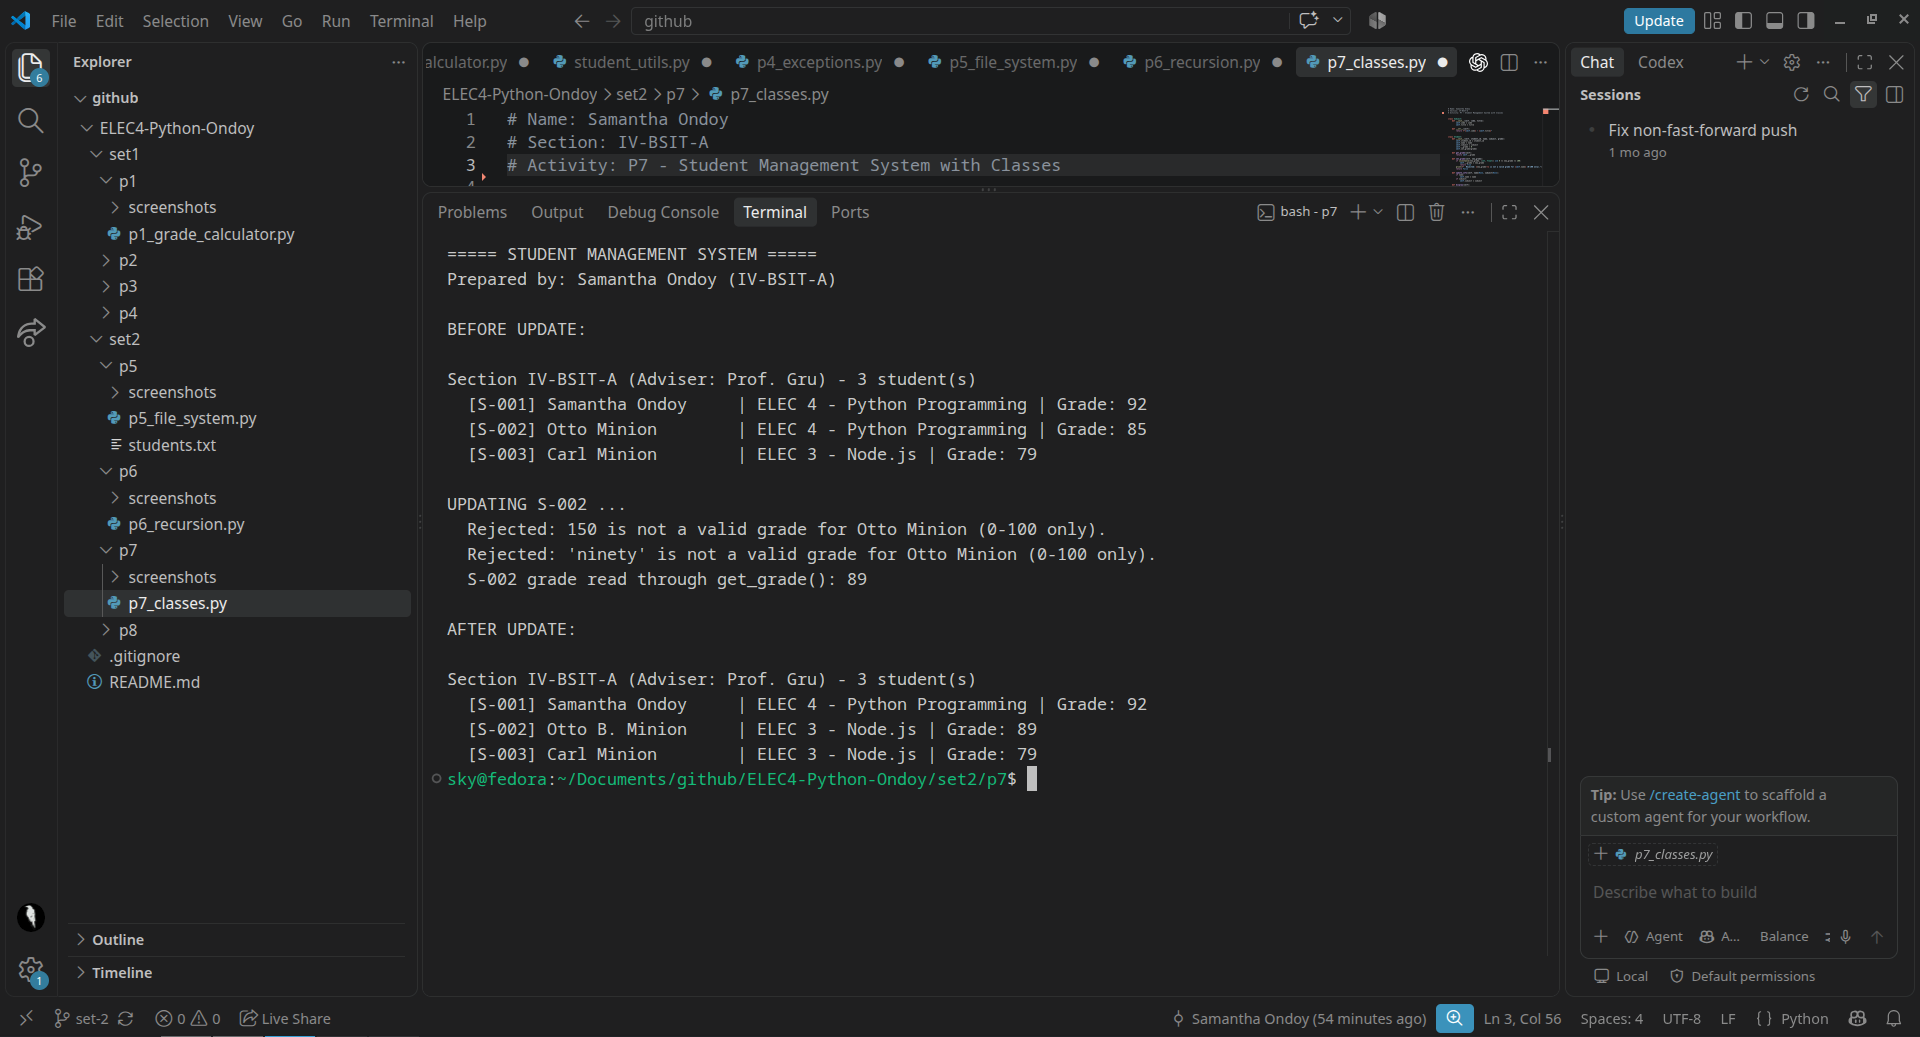 File Edit Selection View Go Run Terminal Help
github
Update
Explorer
github
ELEC4-Python-Ondoy
set1
p1
screenshots
p1_grade_calculator.py
p2
p3
p4
set2
p5
screenshots
p5_file_system.py
students.txt
p6
screenshots
p6_recursion.py
p7
screenshots
p7_classes.py
p8
.gitignore
README.md
Outline
Timeline
6
1
alculator.py student_utils.py p4_exceptions.py p5_file_system.py p6_recursion.py p7_classes.py
ELEC4-Python-Ondoy > set2 > p7 > p7_classes.py
1 # Name: Samantha Ondoy
2 # Section: IV-BSIT-A
3 # Activity: P7 - Student Management System with Classes
Problems Output Debug Console Terminal Ports
bash - p7
===== STUDENT MANAGEMENT SYSTEM =====
Prepared by: Samantha Ondoy (IV-BSIT-A)
BEFORE UPDATE:
Section IV-BSIT-A (Adviser: Prof. Gru) - 3 student(s)
[S-001] Samantha Ondoy | ELEC 4 - Python Programming | Grade: 92
[S-002] Otto Minion | ELEC 4 - Python Programming | Grade: 85
[S-003] Carl Minion | ELEC 3 - Node.js | Grade: 79
UPDATING S-002 ...
Rejected: 150 is not a valid grade for Otto Minion (0-100 only).
Rejected: 'ninety' is not a valid grade for Otto Minion (0-100 only).
S-002 grade read through get_grade(): 89
AFTER UPDATE:
Section IV-BSIT-A (Adviser: Prof. Gru) - 3 student(s)
[S-001] Samantha Ondoy | ELEC 4 - Python Programming | Grade: 92
[S-002] Otto B. Minion | ELEC 3 - Node.js | Grade: 89
[S-003] Carl Minion | ELEC 3 - Node.js | Grade: 79
sky@fedora:~/Documents/github/ELEC4-Python-Ondoy/set2/p7$
Chat Codex
Sessions
Fix non-fast-forward push
1 mo ago
Tip: Use /create-agent to scaffold a
custom agent for your workflow.
p7_classes.py
Describe what to build
Agent A... Balance
Local Default permissions
set-2 0 0 Live Share
Samantha Ondoy (54 minutes ago) Ln 3, Col 56 Spaces: 4 UTF-8 LF { } Python